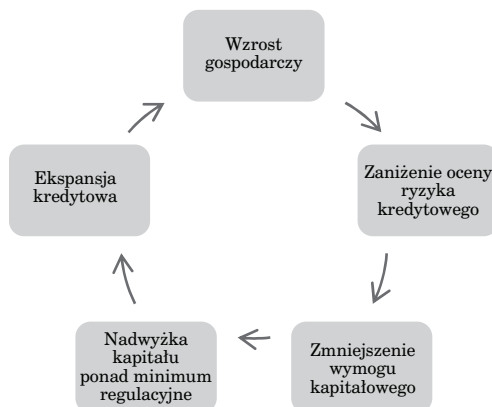 Wzrost
gospodarczy
Zaniżenie oceny
ryzyka
kredytowego
Zmniejszenie
wymogu
kapitałowego
Nadwyżka
kapitału
ponad minimum
regulacyjne
Ekspansja
kredytowa